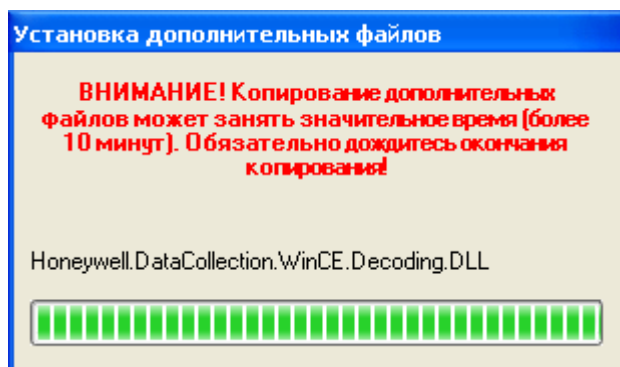 Установка дополнительных файлов
ВНИМАНИЕ! Копирование дополнительных
файлов может занять значительное время (более
10 минут). Обязательно дождитесь окончания
копирования!
Honeywell.DataCollection.WinCE.Decoding.DLL